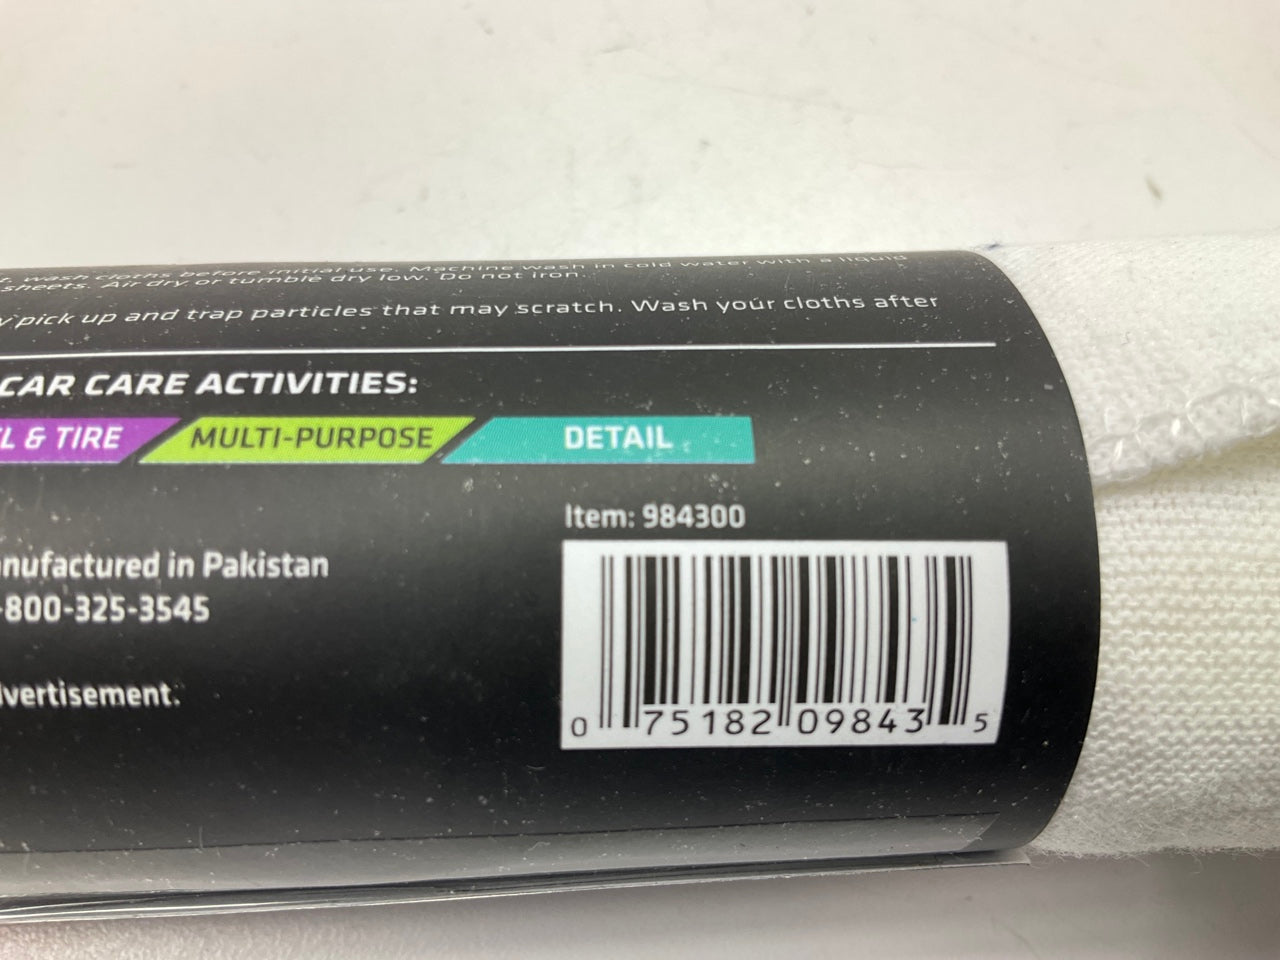 wash cloths before initial use. Machine wash in cold water with a liquid
sheets. Air dry or tumble dry low. Do not iron.
pick up and trap particles that may scratch. Wash your cloths after
CAR CARE ACTIVITIES:
L & TIRE MULTI-PURPOSE DETAIL
Item: 984300
nufactured in Pakistan
-800-325-3545
dvertisement.
0 75182 09843 5